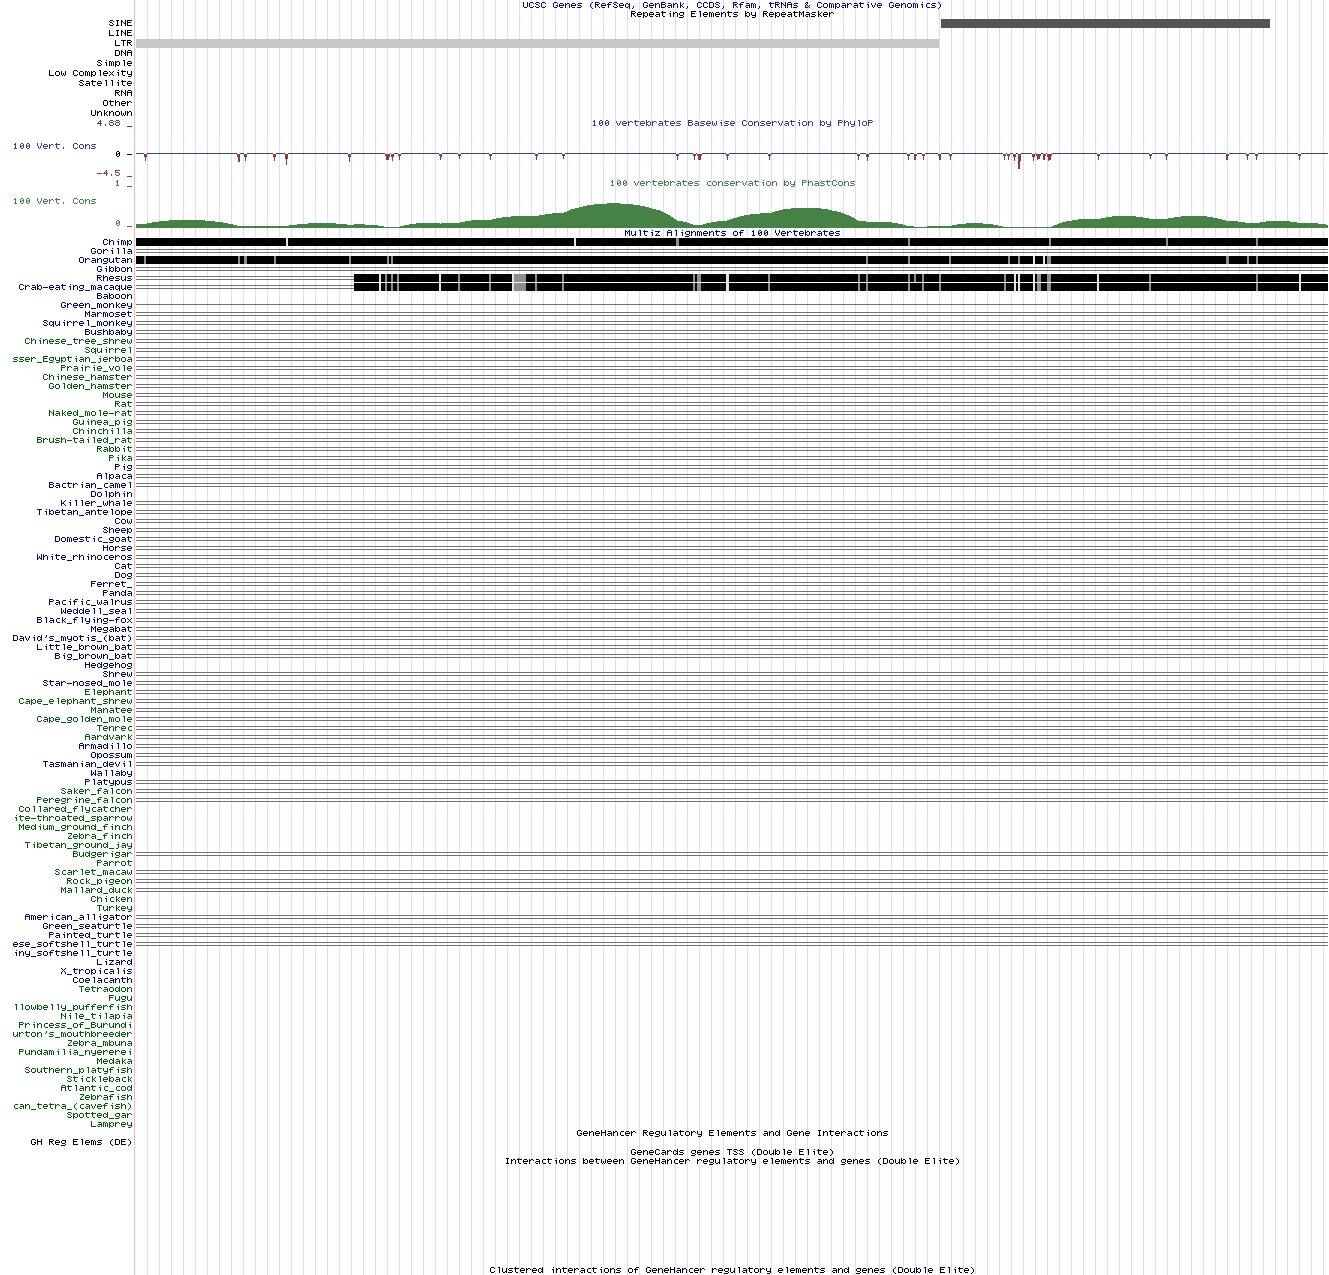 UCSC Genes (RefSeq, GenBank, CCDS, Rfam, tRNAs & Comparative Genomics)
Repeating Elements by RepeatMasker
SINE
LINE
LTR
DNA
Simple
Low Complexity
Satellite
RNA
Other
Unknown
4.88 _
100 vertebrates Basewise Conservation by PhyloP
100 Vert. Cons
0 -
-4.5 _
1 _
100 vertebrates conservation by PhastCons
100 Vert. Cons
0 _
Multiz Alignments of 100 Vertebrates
Chimp
Gorilla
Orangutan
Gibbon
Rhesus
Crab-eating_macaque
Baboon
Green_monkey
Marmoset
Squirrel_monkey
Bushbaby
Chinese_tree_shrew
Squirrel
sser_Egyptian_jerboa
Prairie_vole
Chinese_hamster
Golden_hamster
Mouse
Rat
Naked_mole-rat
Guinea_pig
Chinchilla
Brush-tailed_rat
Rabbit
Pika
Pig
Alpaca
Bactrian_camel
Dolphin
Killer_whale
Tibetan_antelope
Cow
Sheep
Domestic_goat
Horse
White_rhinoceros
Cat
Dog
Ferret_
Panda
Pacific_walrus
Weddell_seal
Black_flying-fox
Megabat
David's_myotis_(bat)
Little_brown_bat
Big_brown_bat
Hedgehog
Shrew
Star-nosed_mole
Elephant
Cape_elephant_shrew
Manatee
Cape_golden_mole
Tenrec
Aardvark
Armadillo
Opossum
Tasmanian_devil
Wallaby
Platypus
Saker_falcon
Peregrine_falcon
Collared_flycatcher
ite-throated_sparrow
Medium_ground_finch
Zebra_finch
Tibetan_ground_jay
Budgerigar
Parrot
Scarlet_macaw
Rock_pigeon
Mallard_duck
Chicken
Turkey
American_alligator
Green_seaturtle
Painted_turtle
ese_softshell_turtle
iny_softshell_turtle
Lizard
X_tropicalis
Coelacanth
Tetraodon
Fugu
llowbelly_pufferfish
Nile_tilapia
Princess_of_Burundi
urton's_mouthbreeder
Zebra_mbuna
Pundamilia_nyererei
Medaka
Southern_platyfish
Stickleback
Atlantic_cod
Zebrafish
can_tetra_(cavefish)
Spotted_gar
Lamprey
GeneHancer Regulatory Elements and Gene Interactions
GH Reg Elems (DE)
GeneCards genes TSS (Double Elite)
Interactions between GeneHancer regulatory elements and genes (Double Elite)
Clustered interactions of GeneHancer regulatory elements and genes (Double Elite)